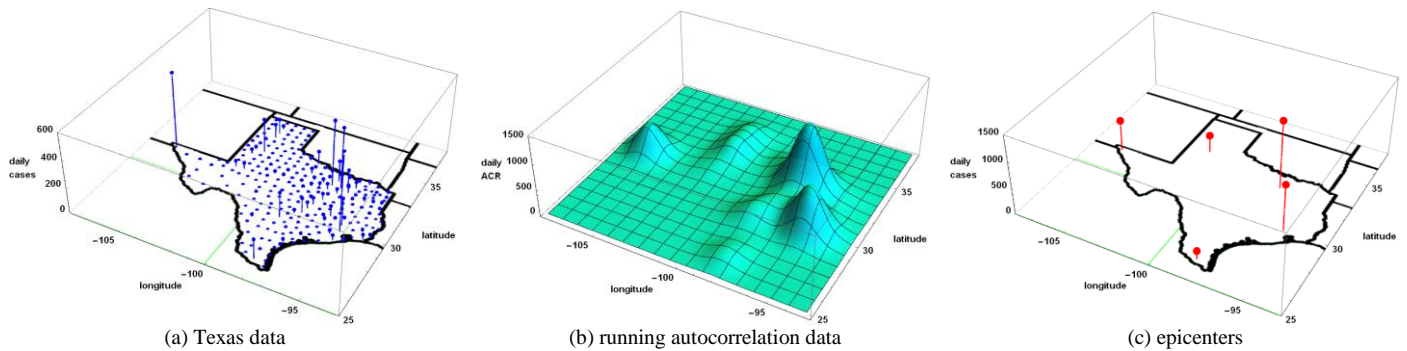 600
daily
cases
400
200
0
-105
-100
longitude
-95
25
30
latitude
35
(a) Texas data
1500
daily
ACR
1000
500
0
-105
-100
longitude
-95
25
30
latitude
35
(b) running autocorrelation data
1500
daily
cases
1000
500
0
-105
-100
longitude
-95
25
30
latitude
35
(c) epicenters